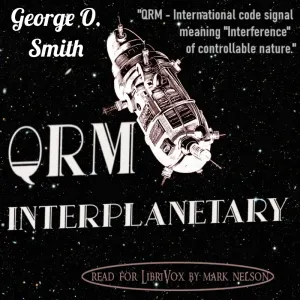 George O.
Smith
"QRM - International code signal
meaning "Interference"
of controllable nature."
QRM
INTERPLANETARY
READ FOR LIBRIVOX BY MARK NELSON